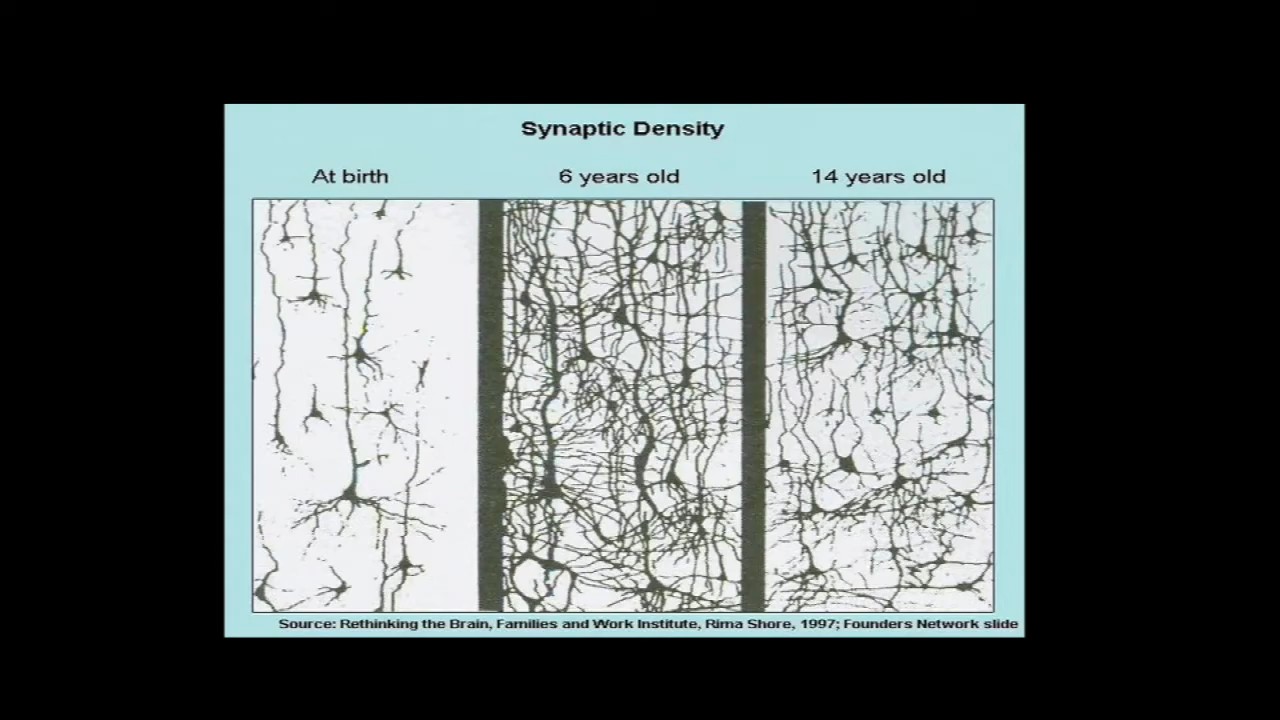 Synaptic Density
At birth
6 years old
14 years old
Source: Rethinking the Brain, Families and Work Institute, Rima Shore, 1997; Founders Network slide